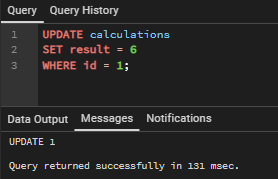 Query Query History
1 UPDATE calculations
2 SET result = 6
3 WHERE id = 1;
Data Output Messages Notifications
UPDATE 1
Query returned successfully in 131 msec.